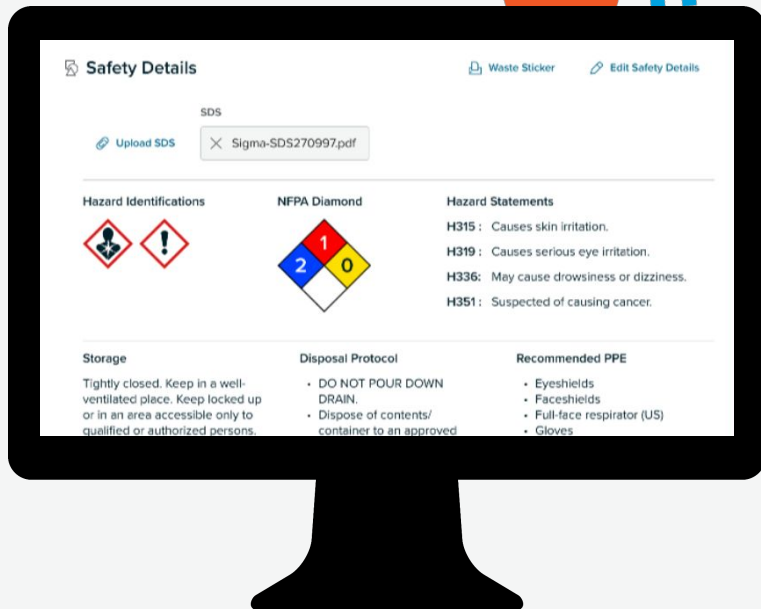 Safety Details
Waste Sticker
Edit Safety Details
SDS
Upload SDS
Sigma-SDS270997.pdf
Hazard Identifications
NFPA Diamond
1
2
0
Hazard Statements
H315 : Causes skin irritation.
H319 : Causes serious eye irritation.
H336: May cause drowsiness or dizziness.
H351 : Suspected of causing cancer.
Storage
Tightly closed. Keep in a well-
ventilated place. Keep locked up
or in an area accessible only to
qualified or authorized persons.
Disposal Protocol
• DO NOT POUR DOWN
DRAIN.
• Dispose of contents/
container to an approved
Recommended PPE
• Eyeshields
• Faceshields
• Full-face respirator (US)
• Gloves